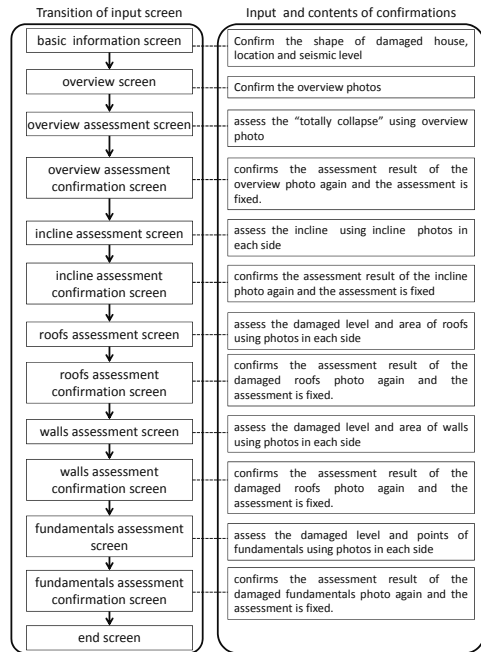 Transition of input screen
Input and contents of confirmations
basic information screen
Confirm the shape of damaged house,
location and seismic level
overview screen
Confirm the overview photos
overview assessment screen
assess the “totally collapse” using overview
photo
overview assessment
confirmation screen
confirms the assessment result of the
overview photo again and the assessment is
fixed.
incline assessment screen
assess the incline using incline photos in
each side
incline assessment
confirmation screen
confirms the assessment result of the incline
photo again and the assessment is fixed
roofs assessment screen
assess the damaged level and area of roofs
using photos in each side
roofs assessment
confirmation screen
confirms the assessment result of the
damaged roofs photo again and the
assessment is fixed.
walls assessment screen
assess the damaged level and area of walls
using photos in each side
walls assessment
confirmation screen
confirms the assessment result of the
damaged roofs photo again and the
assessment is fixed.
fundamentals assessment
screen
assess the damaged level and points of
fundamentals using photos in each side
fundamentals assessment
confirmation screen
confirms the assessment result of the
damaged fundamentals photo again and the
assessment is fixed.
end screen